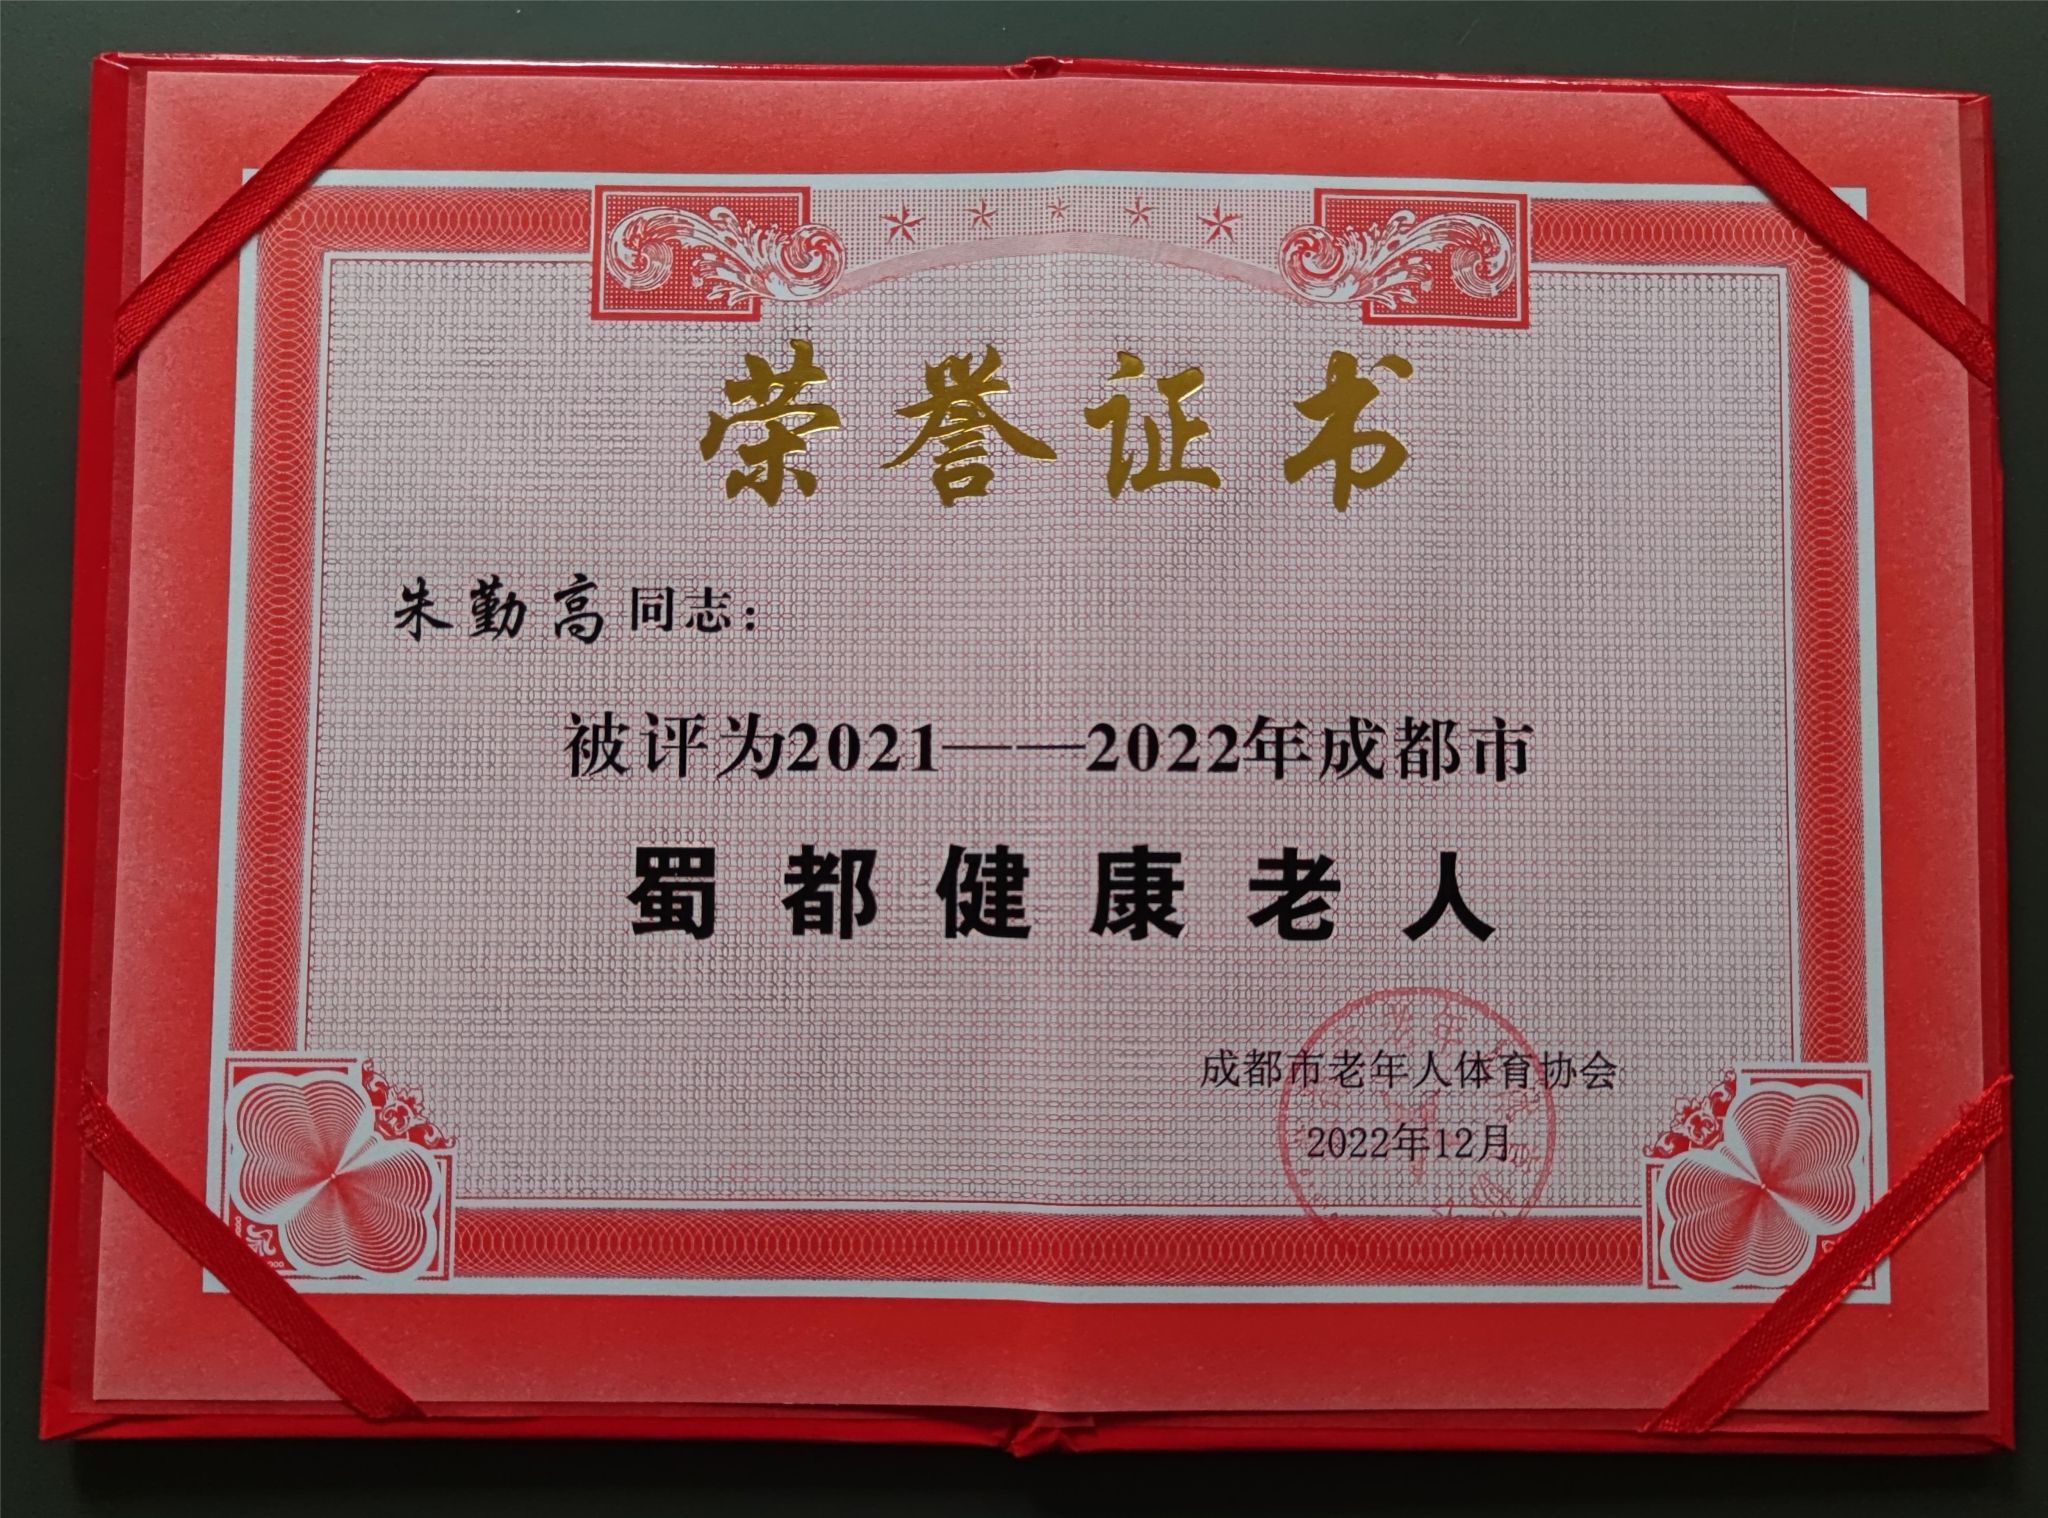 荣誉证书
朱勤高同志：
被评为2021——2022年成都市
蜀都健康老人
成都市老年人体育协会
2022年12月